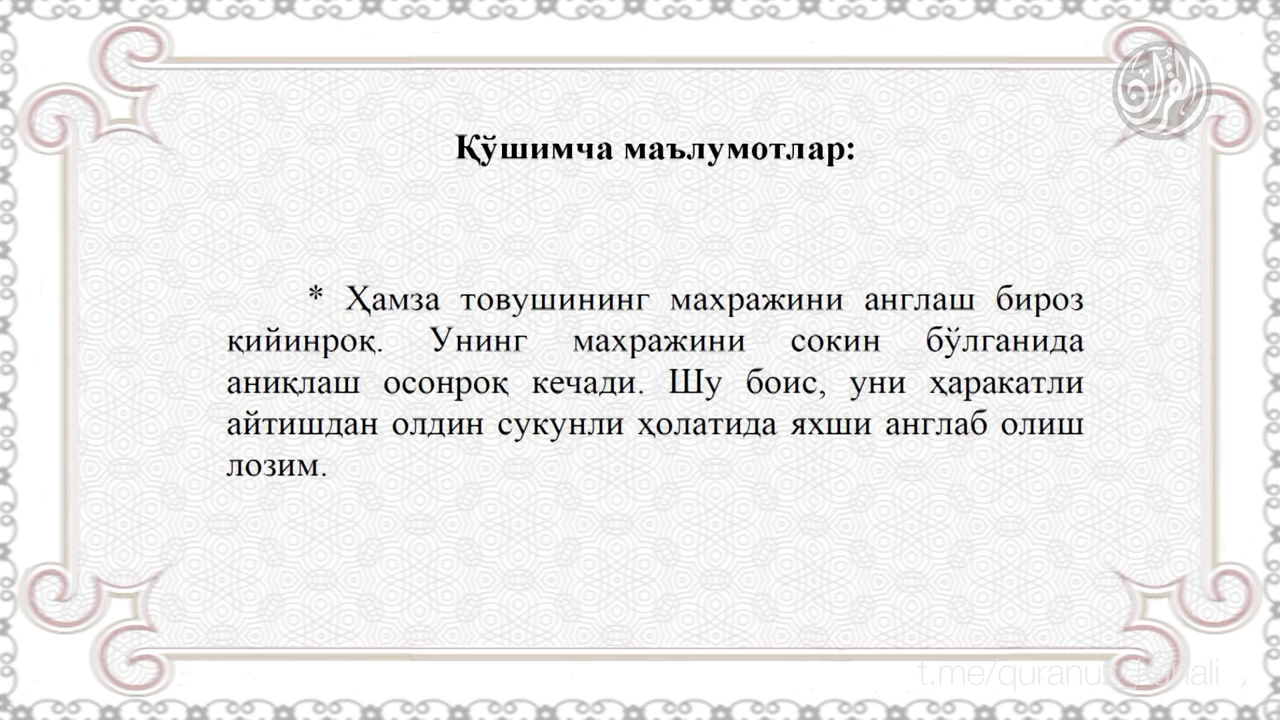 القرآن
Қўшимча маълумотлар:
* Ҳамза товушининг махражини англаш бироз
қийинроқ. Унинг махражини сокин бўлганида
аниқлаш осонроқ кечади. Шу боис, уни ҳаракатли
айтишдан олдин сукунли ҳолатида яхши англаб олиш
лозим.